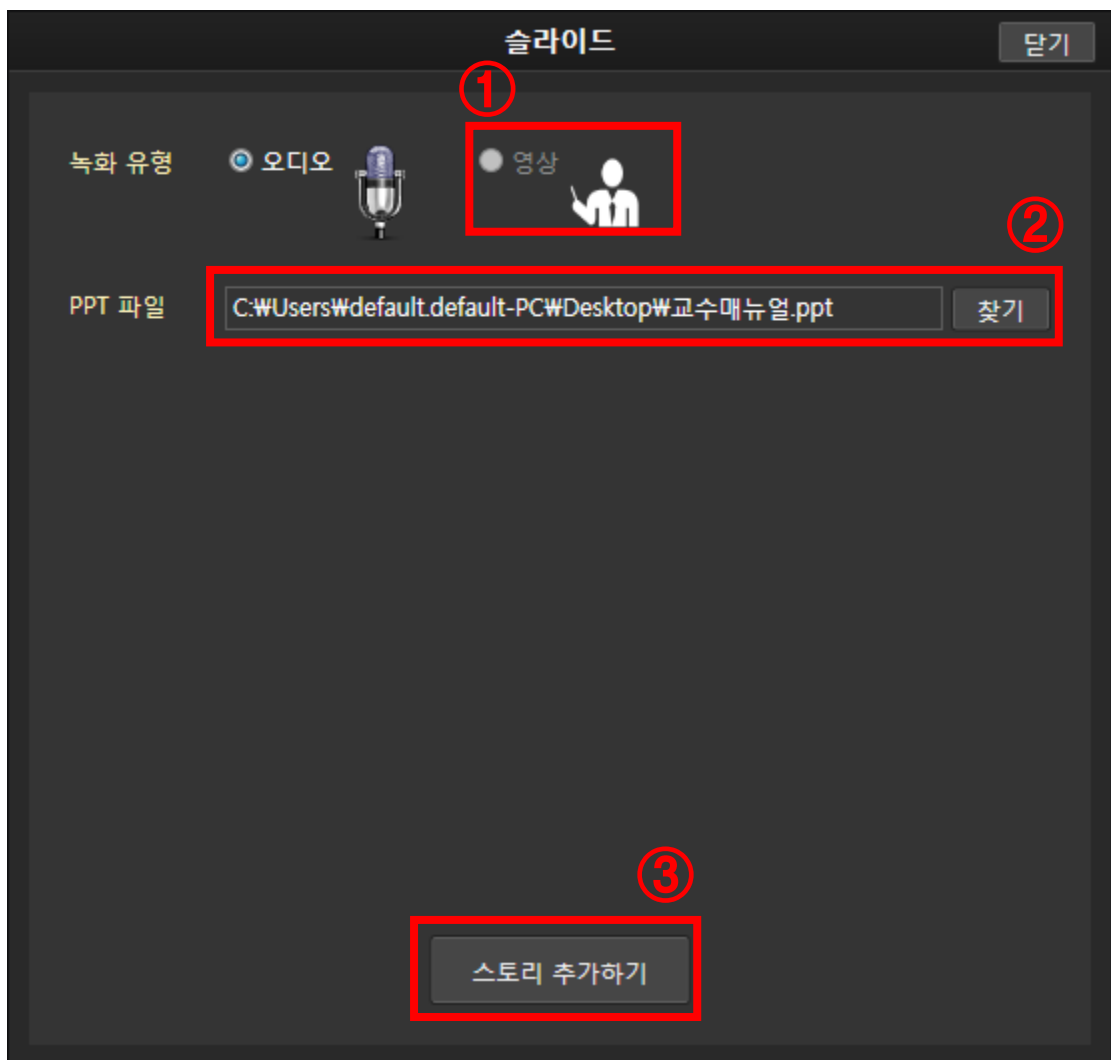 슬라이드 닫기
①
녹화 유형 오디오 영상
②
PPT 파일 C:₩Users₩default.default-PC₩Desktop₩교수매뉴얼.ppt 찾기
③
스토리 추가하기